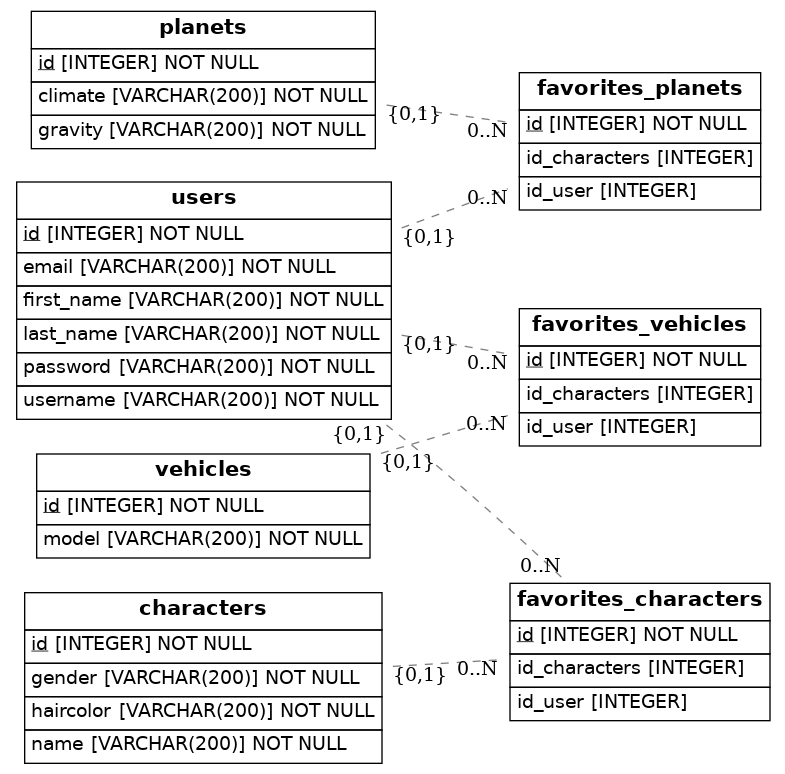 planets
id [INTEGER] NOT NULL
climate [VARCHAR(200)] NOT NULL
gravity [VARCHAR(200)] NOT NULL
favorites_planets
id [INTEGER] NOT NULL
id_characters [INTEGER]
id_user [INTEGER]
{0,1}
0..N
0..N
{0,1}
users
id [INTEGER] NOT NULL
email [VARCHAR(200)] NOT NULL
first_name [VARCHAR(200)] NOT NULL
last_name [VARCHAR(200)] NOT NULL
password [VARCHAR(200)] NOT NULL
username [VARCHAR(200)] NOT NULL
favorites_vehicles
id [INTEGER] NOT NULL
id_characters [INTEGER]
id_user [INTEGER]
{0,1}
0..N
0..N
{0,1}
{0,1}
vehicles
id [INTEGER] NOT NULL
model [VARCHAR(200)] NOT NULL
0..N
characters
id [INTEGER] NOT NULL
gender [VARCHAR(200)] NOT NULL
haircolor [VARCHAR(200)] NOT NULL
name [VARCHAR(200)] NOT NULL
{0,1}
0..N
favorites_characters
id [INTEGER] NOT NULL
id_characters [INTEGER]
id_user [INTEGER]